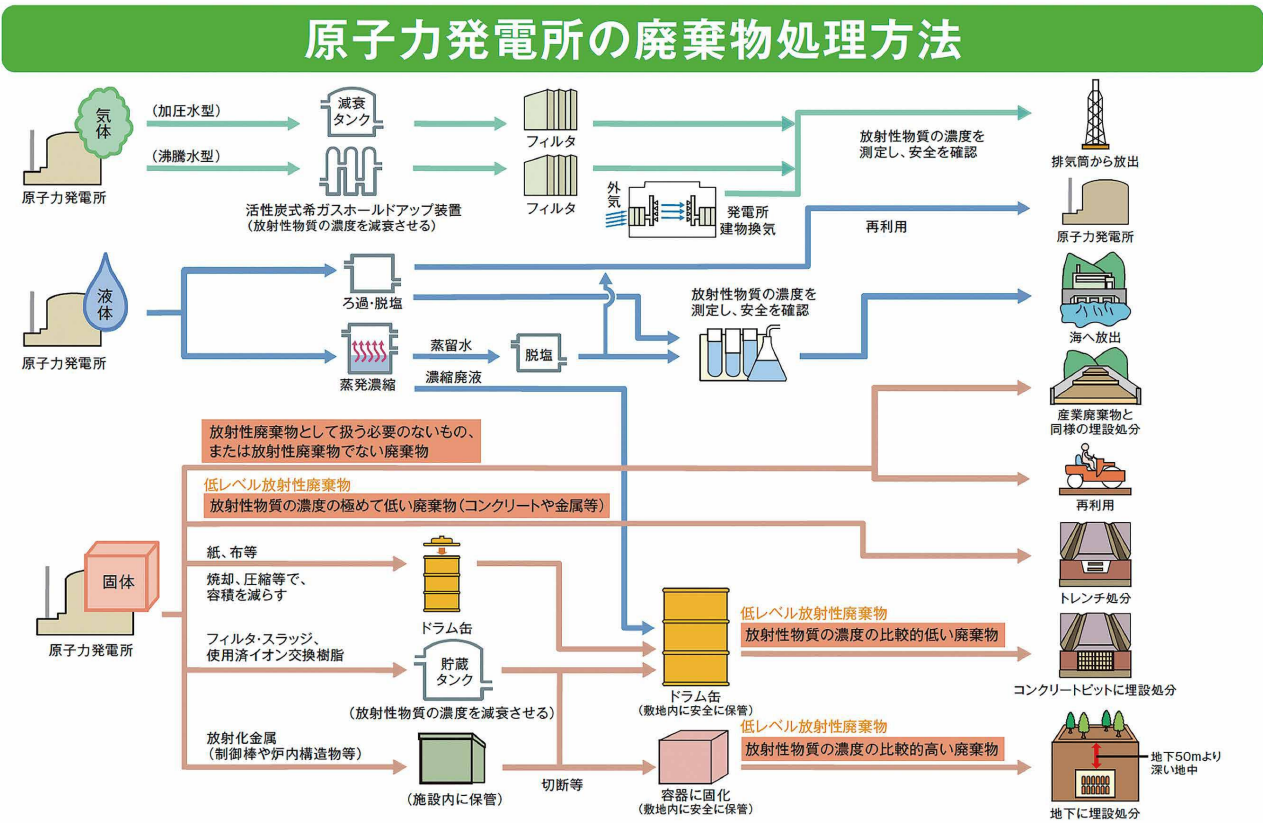 原子力発電所の廃棄物処理方法
気体
原子力発電所
(加圧水型)
減衰
タンク
フィルタ
(沸騰水型)
活性炭式希ガスホールドアップ装置
(放射性物質の濃度を減衰させる)
フィルタ
外気
発電所
建物換気
放射性物質の濃度を
測定し、安全を確認
排気筒から放出
液体
原子力発電所
ろ過・脱塩
再利用
原子力発電所
蒸発濃縮
蒸留水
脱塩
濃縮廃液
放射性物質の濃度を
測定し、安全を確認
海へ放出
固体
原子力発電所
放射性廃棄物として扱う必要のないもの、
または放射性廃棄物でない廃棄物
産業廃棄物と
同様の埋設処分
再利用
低レベル放射性廃棄物
放射性物質の濃度の極めて低い廃棄物(コンクリートや金属等)
トレンチ処分
紙、布等
焼却、圧縮等で、
容積を減らす
ドラム缶
フィルタ・スラッジ、
使用済イオン交換樹脂
貯蔵
タンク
(放射性物質の濃度を減衰させる)
ドラム缶
(敷地内に安全に保管)
低レベル放射性廃棄物
放射性物質の濃度の比較的低い廃棄物
コンクリートピットに埋設処分
放射化金属
(制御棒や炉内構造物等)
(施設内に保管)
切断等
容器に固化
(敷地内に安全に保管)
低レベル放射性廃棄物
放射性物質の濃度の比較的高い廃棄物
地下50mより
深い地中
地下に埋設処分